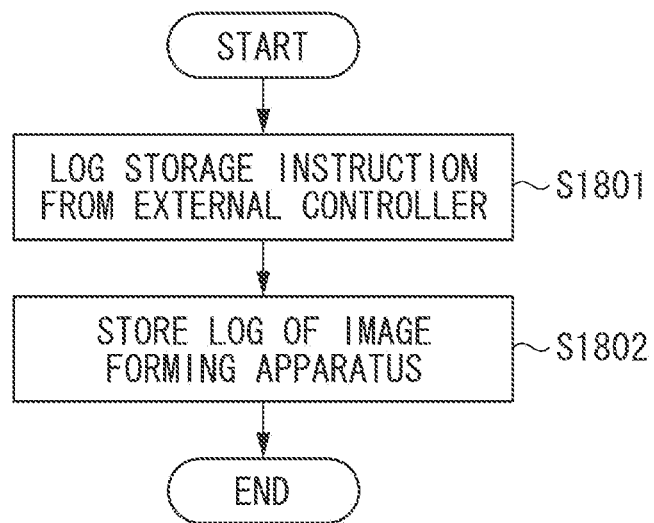 START
LOG STORAGE INSTRUCTION
FROM EXTERNAL CONTROLLER
S1801
STORE LOG OF IMAGE
FORMING APPARATUS
S1802
END